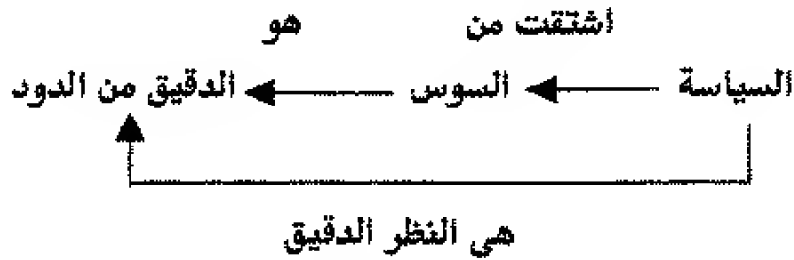 اشتقت من هو
السياسة السوس الدقيق من الدود
هي النظر الدقيق